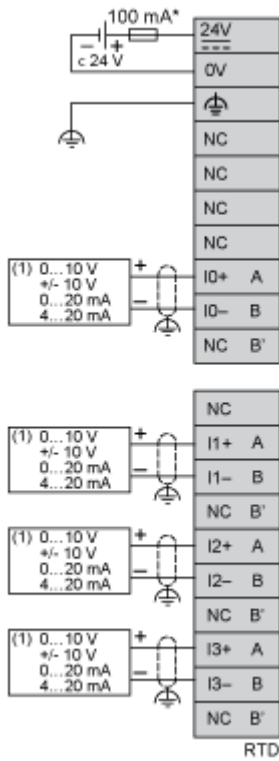 100 mA*
24V
− +
c 24 V
0V
NC
NC
NC
NC
(1) 0...10 V
+/- 10 V
0...20 mA
4...20 mA
+
−
I0+ A
I0− B
NC B'
NC
(1) 0...10 V
+/- 10 V
0...20 mA
4...20 mA
+
−
I1+ A
I1− B
NC B'
(1) 0...10 V
+/- 10 V
0...20 mA
4...20 mA
+
−
I2+ A
I2− B
NC B'
(1) 0...10 V
+/- 10 V
0...20 mA
4...20 mA
+
−
I3+ A
I3− B
NC B'
RTD